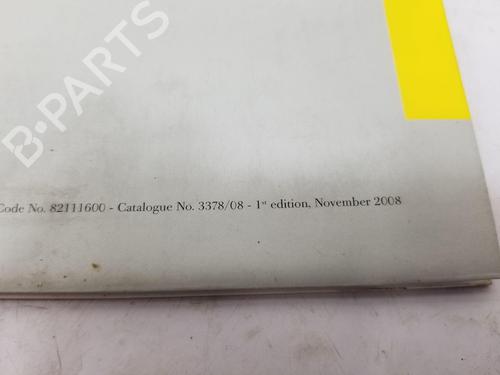 B-PARTS
Code No. 82111600 - Catalogue No. 3378/08 - 1st edition, November 2008